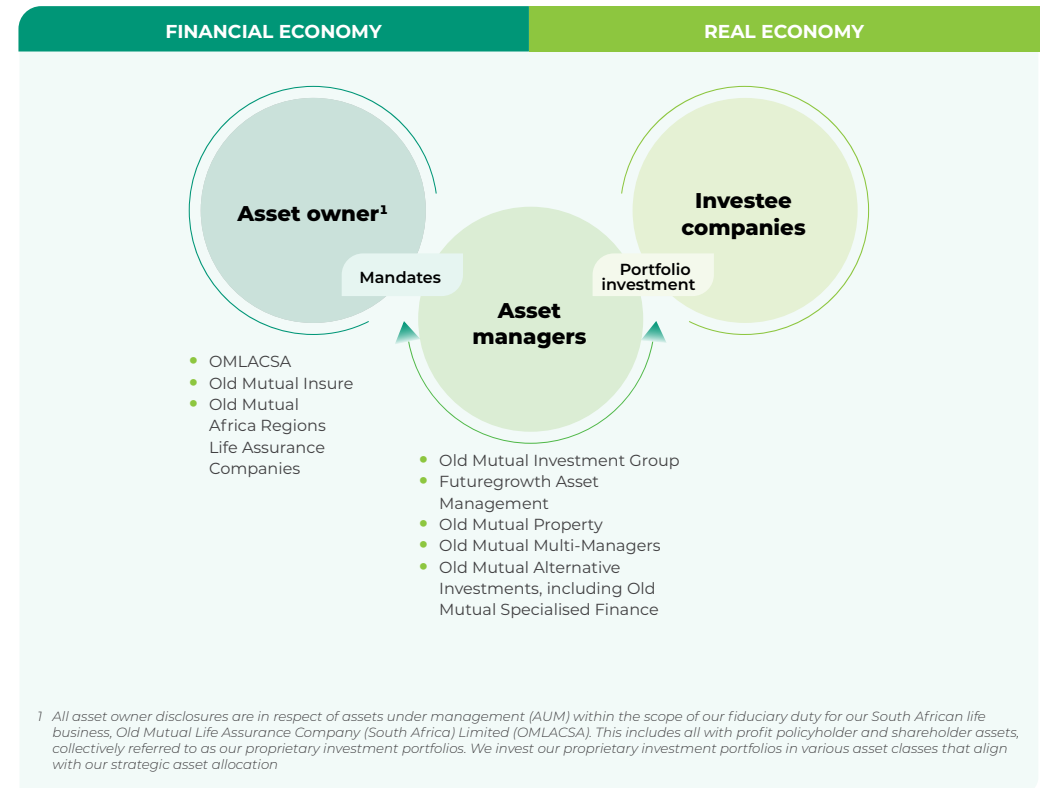 FINANCIAL ECONOMY
REAL ECONOMY
Asset owner¹
Investee
companies
Mandates
Portfolio
investment
Asset
managers
• OMLACSA
• Old Mutual Insure
• Old Mutual
Africa Regions
Life Assurance
Companies
• Old Mutual Investment Group
• Futuregrowth Asset
Management
• Old Mutual Property
• Old Mutual Multi-Managers
• Old Mutual Alternative
Investments, including Old
Mutual Specialised Finance
1 All asset owner disclosures are in respect of assets under management (AUM) within the scope of our fiduciary duty for our South African life
business, Old Mutual Life Assurance Company (South Africa) Limited (OMLACSA). This includes all with profit policyholder and shareholder assets,
collectively referred to as our proprietary investment portfolios. We invest our proprietary investment portfolios in various asset classes that align
with our strategic asset allocation